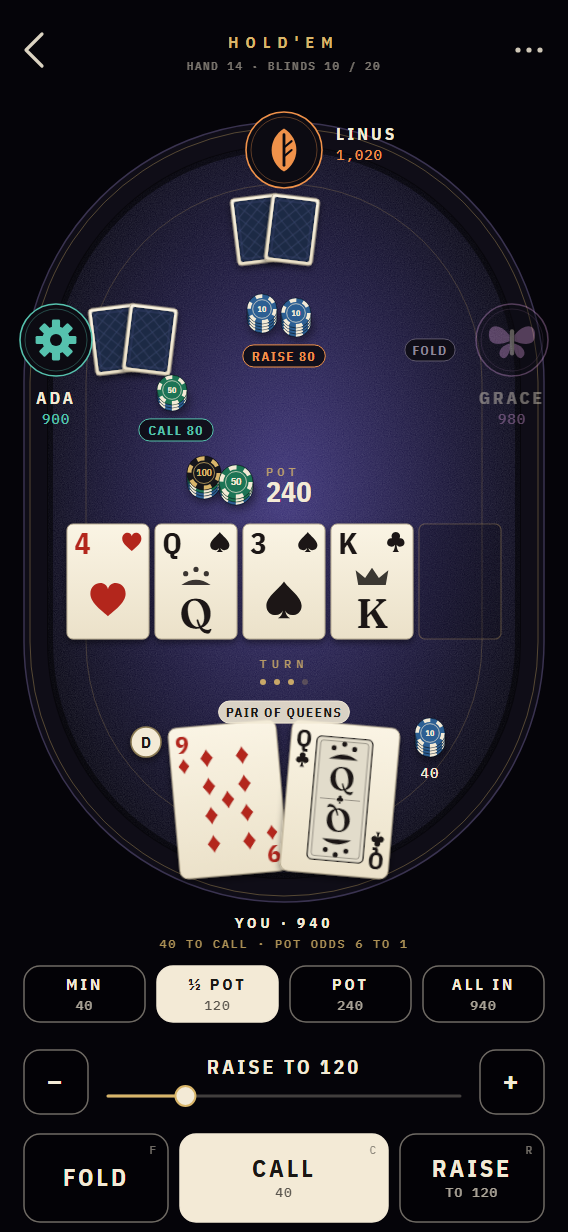 HOLD'EM
HAND 14 · BLINDS 10 / 20
LINUS
1,020
10
10
RAISE 80
FOLD
ADA
900
50
CALL 80
GRACE
980
100
50
POT
240
4
Q
Q
3
K
K
TURN
PAIR OF QUEENS
D
9
9
Q
Q
Q
Q
10
40
YOU · 940
40 TO CALL · POT ODDS 6 TO 1
MIN
40
½ POT
120
POT
240
ALL IN
940
−
RAISE TO 120
+
F
FOLD
C
CALL
40
R
RAISE
TO 120